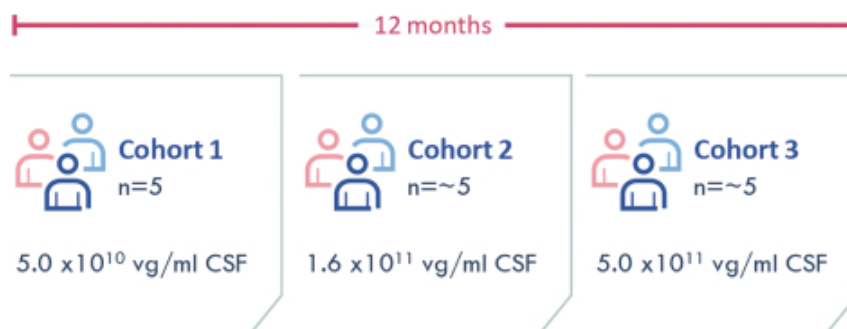 12 months
Cohort 1
n=5
5.0 x10¹⁰ vg/ml CSF
Cohort 2
n=~5
1.6 x10¹¹ vg/ml CSF
Cohort 3
n=~5
5.0 x10¹¹ vg/ml CSF